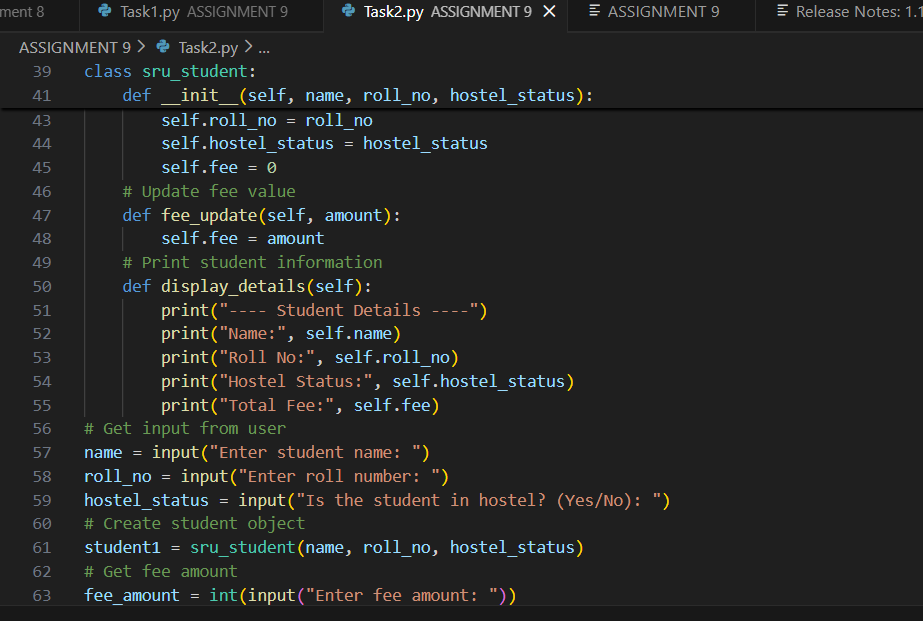 ment 8 Task1.py ASSIGNMENT 9 Task2.py ASSIGNMENT 9 ASSIGNMENT 9 Release Notes: 1.1
ASSIGNMENT 9 > Task2.py > ...
39 class sru_student:
41     def __init__(self, name, roll_no, hostel_status):
43         self.roll_no = roll_no
44         self.hostel_status = hostel_status
45         self.fee = 0
46     # Update fee value
47     def fee_update(self, amount):
48         self.fee = amount
49     # Print student information
50     def display_details(self):
51         print("---- Student Details ----")
52         print("Name:", self.name)
53         print("Roll No:", self.roll_no)
54         print("Hostel Status:", self.hostel_status)
55         print("Total Fee:", self.fee)
56 # Get input from user
57 name = input("Enter student name: ")
58 roll_no = input("Enter roll number: ")
59 hostel_status = input("Is the student in hostel? (Yes/No): ")
60 # Create student object
61 student1 = sru_student(name, roll_no, hostel_status)
62 # Get fee amount
63 fee_amount = int(input("Enter fee amount: "))